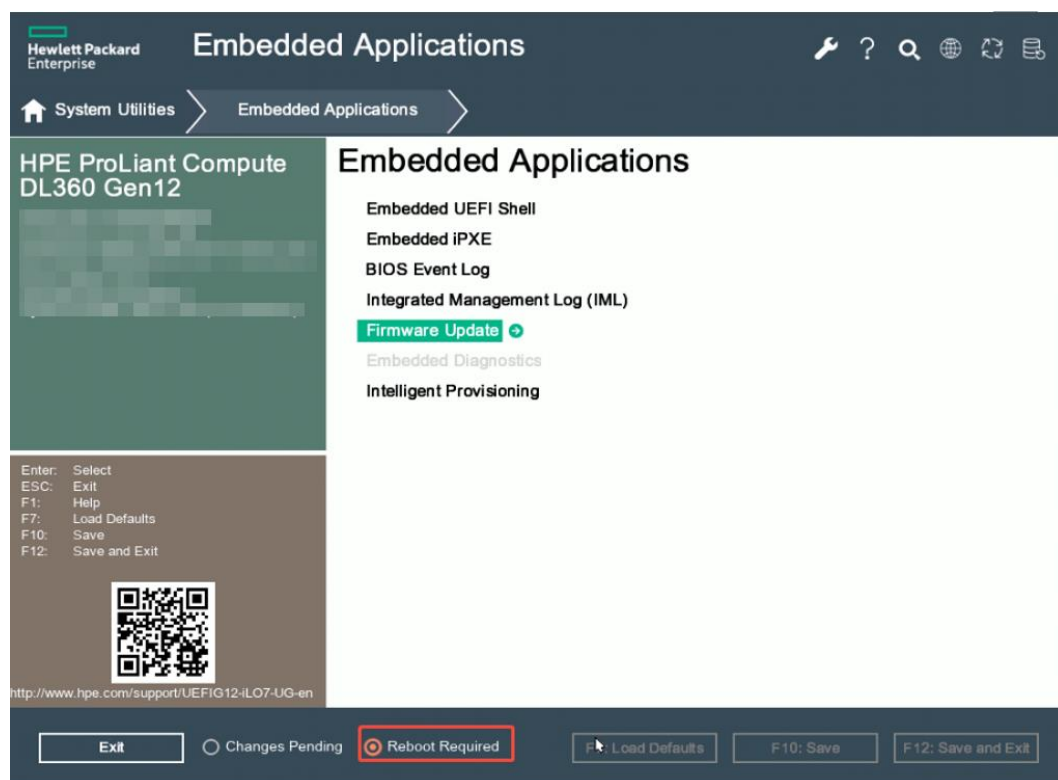 Hewlett Packard
Enterprise
Embedded Applications
System Utilities
Embedded Applications
HPE ProLiant Compute
DL360 Gen12
Embedded Applications
Embedded UEFI Shell
Embedded iPXE
BIOS Event Log
Integrated Management Log (IML)
Firmware Update
Embedded Diagnostics
Intelligent Provisioning
Enter: Select
ESC: Exit
F1: Help
F7: Load Defaults
F10: Save
F12: Save and Exit
http://www.hpe.com/support/UEFIG12-iLO7-UG-en
Exit
Changes Pending
Reboot Required
Load Defaults
F10: Save
F12: Save and Exit